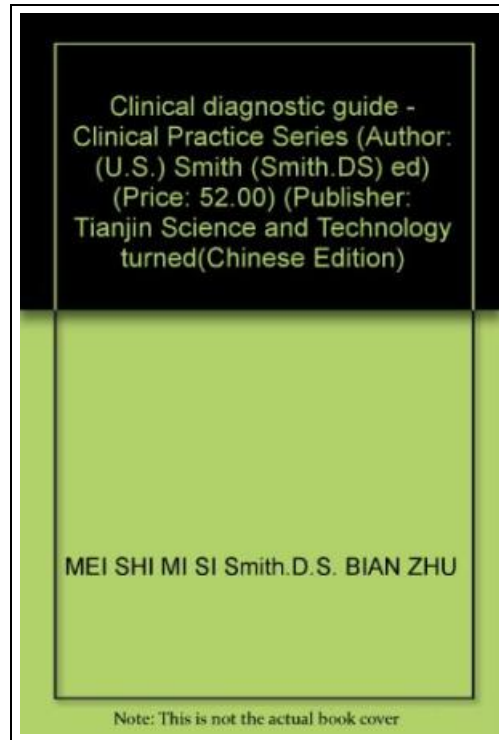 Clinical diagnostic guide -
Clinical Practice Series (Author:
(U.S.) Smith (Smith.DS) ed)
(Price: 52.00) (Publisher:
Tianjin Science and Technology
turned(Chinese Edition)
MEI SHI MI SI Smith.D.S. BIAN ZHU
Note: This is not the actual book cover